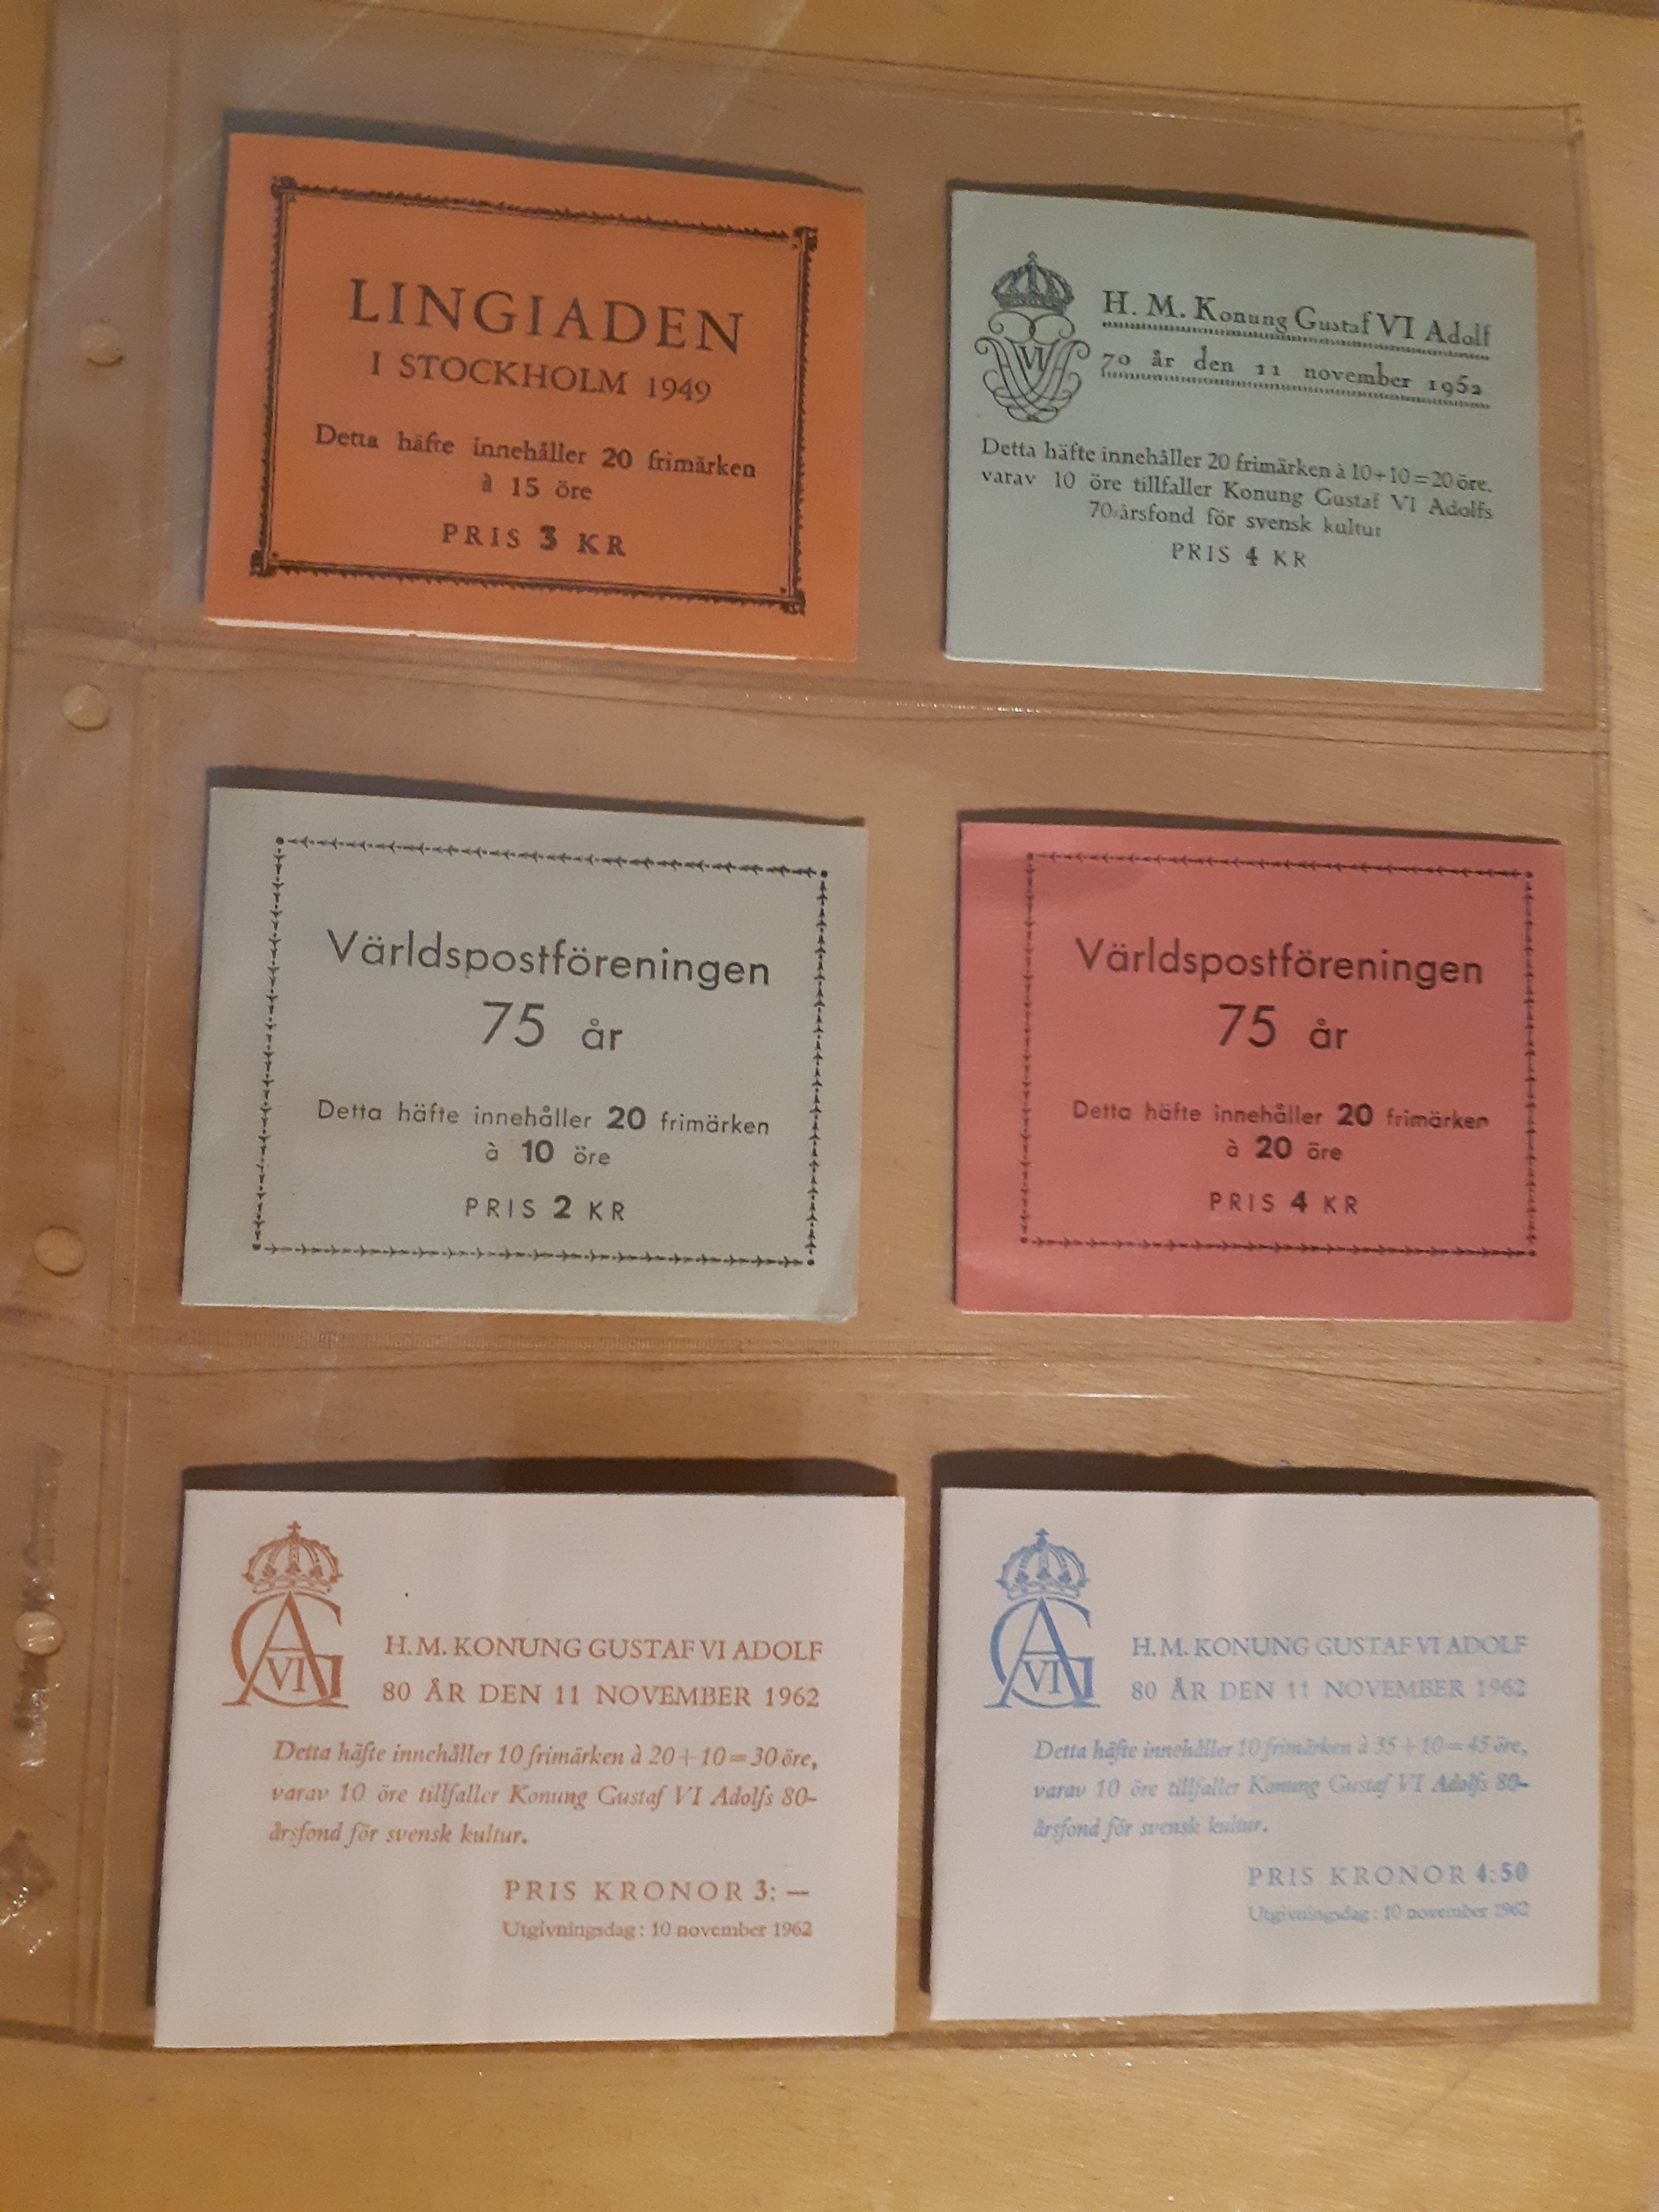 LINGIADEN
I STOCKHOLM 1949
Detta häfte innehåller 20 frimärken
à 15 öre
PRIS 3 KR
VI
H. M. Konung Gustaf VI Adolf
70 år den 11 november 1952
Detta häfte innehåller 20 frimärken à 10+10=20 öre,
varav 10 öre tillfaller Konung Gustaf VI Adolfs
70-årsfond för svensk kultur
PRIS 4 KR
Världspostföreningen
75 år
Detta häfte innehåller 20 frimärken
à 10 öre
PRIS 2 KR
Världspostföreningen
75 år
Detta häfte innehåller 20 frimärken
à 20 öre
PRIS 4 KR
GA VI
H.M. KONUNG GUSTAF VI ADOLF
80 ÅR DEN 11 NOVEMBER 1962
Detta häfte innehåller 10 frimärken à 20+10=30 öre,
varav 10 öre tillfaller Konung Gustaf VI Adolfs 80-
årsfond för svensk kultur.
PRIS KRONOR 3: —
Utgivningsdag: 10 november 1962
GA VI
H.M. KONUNG GUSTAF VI ADOLF
80 ÅR DEN 11 NOVEMBER 1962
Detta häfte innehåller 10 frimärken à 35+10=45 öre,
varav 10 öre tillfaller Konung Gustaf VI Adolfs 80-
årsfond för svensk kultur.
PRIS KRONOR 4:50
Utgivningsdag: 10 november 1962